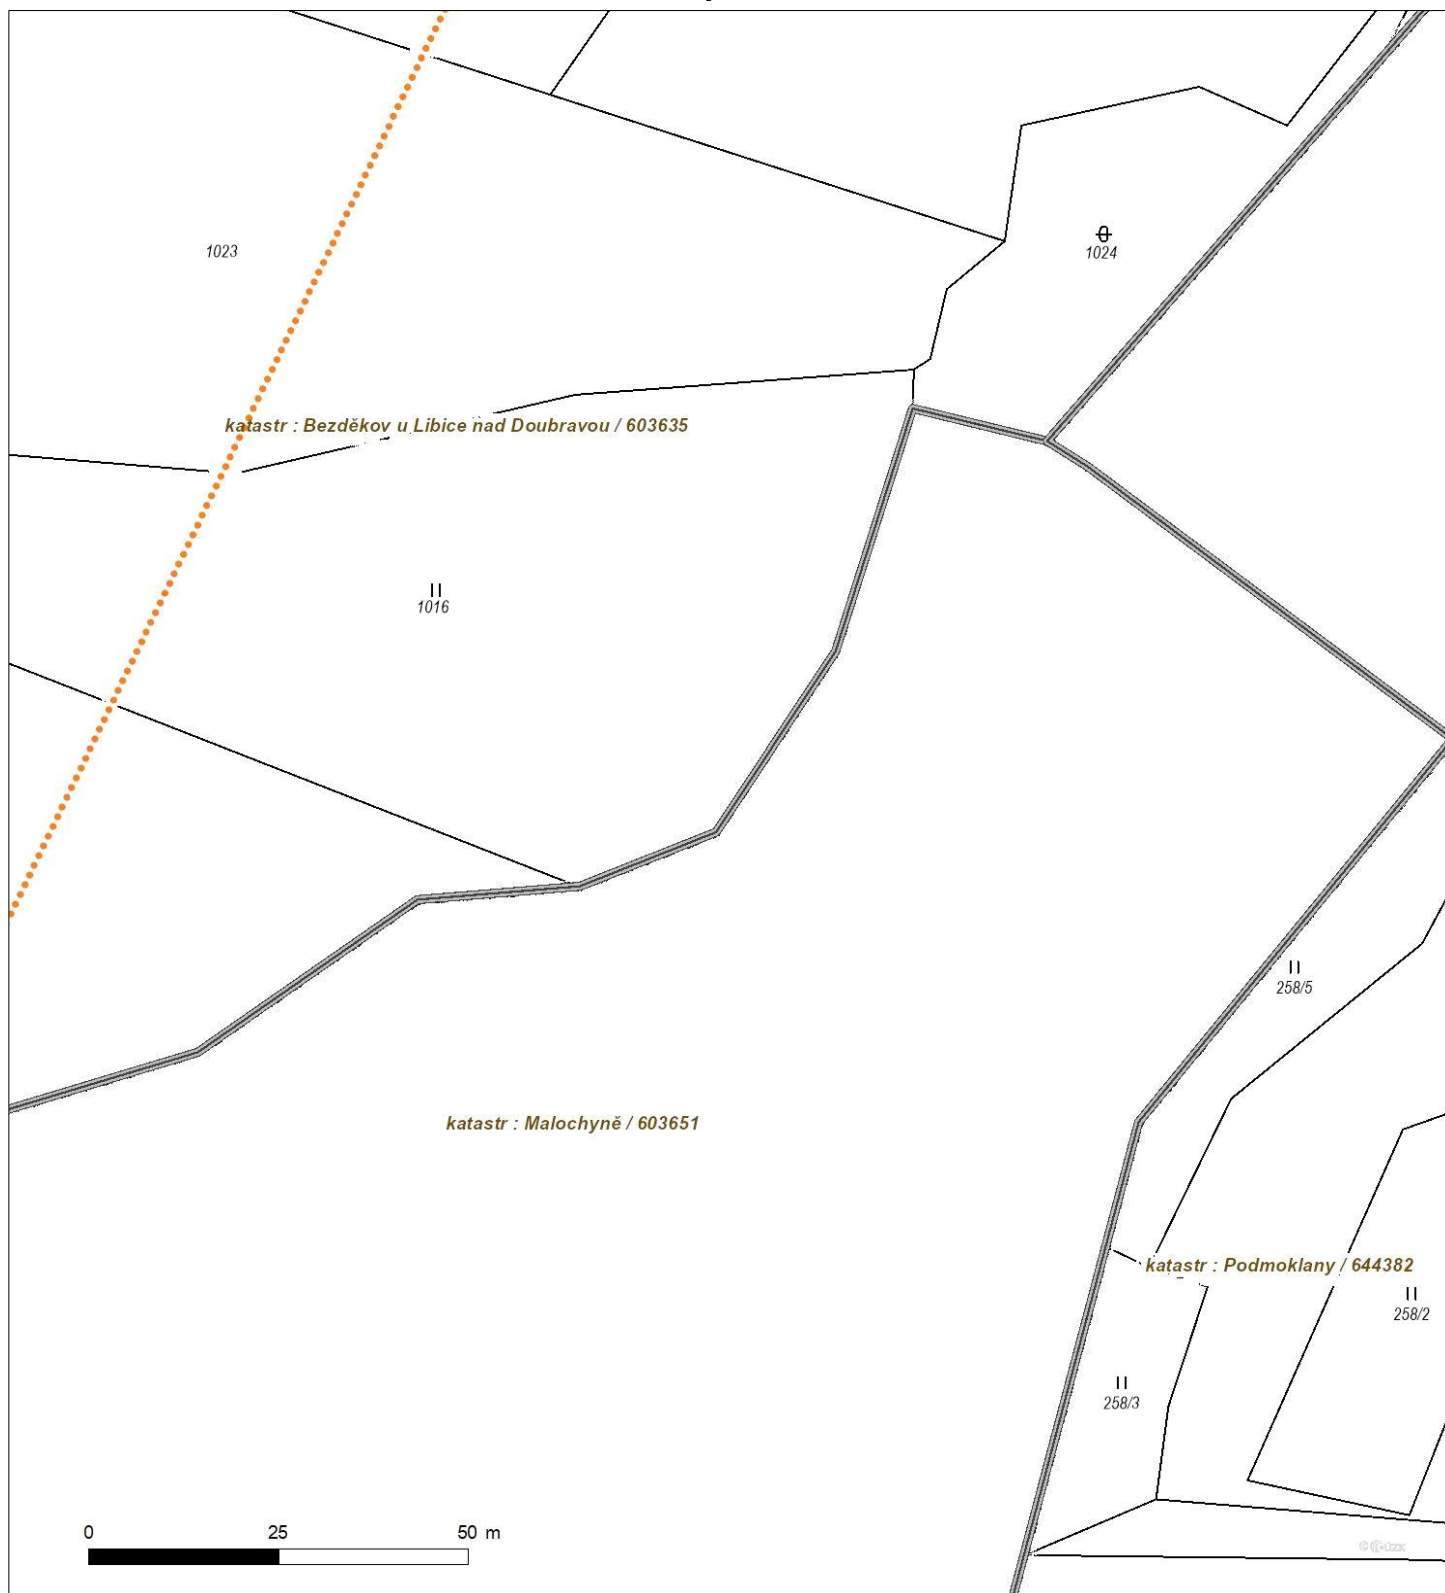 1023
1024
katastr : Bezděkov u Libice nad Doubravou / 603635
1016
258/5
katastr : Malochyně / 603651
katastr : Podmoklany / 644382
258/2
258/3
0 25 50 m